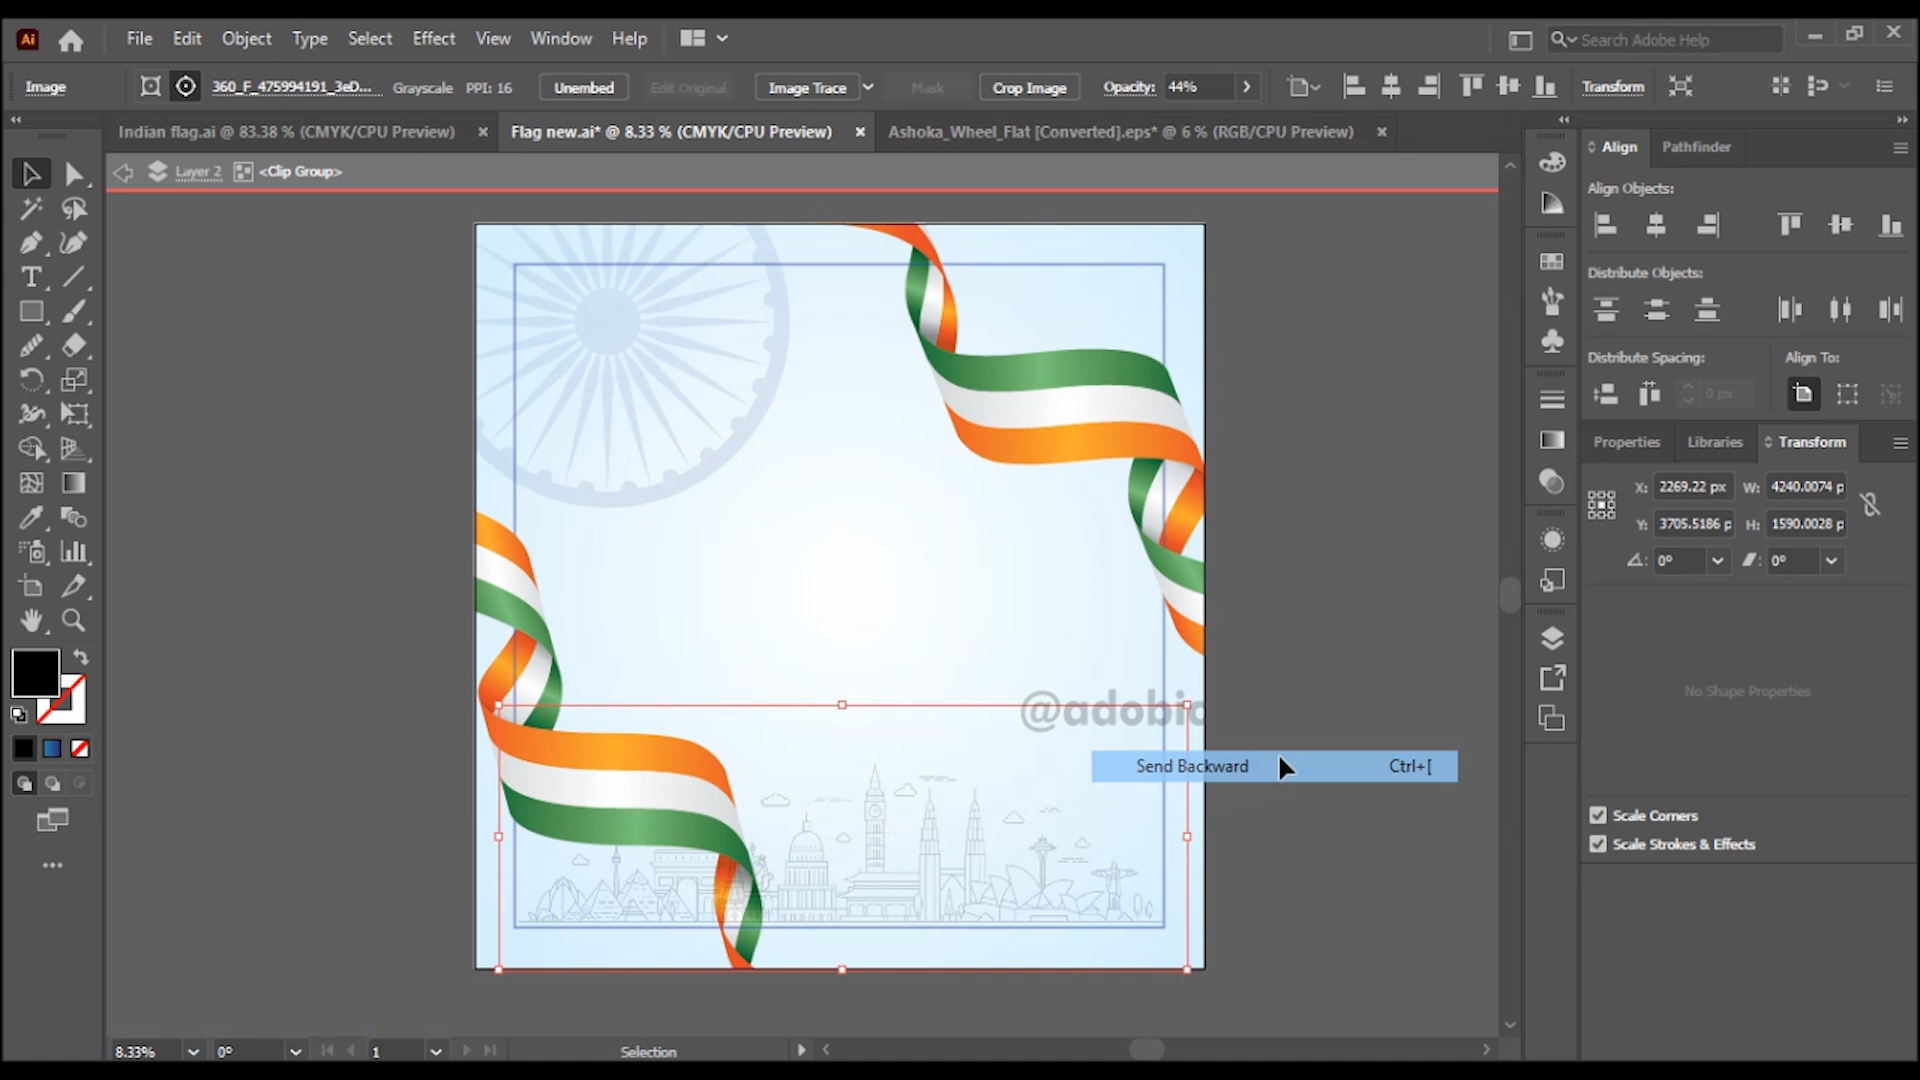 Ai File Edit Object Type Select Effect View Window Help Search Adobe Help
Image 360_F_475994191_3eD... Grayscale PPI: 16 Unembed Edit Original Image Trace Mask Crop Image Opacity: 44% Transform
Indian flag.ai @ 83.38 % (CMYK/CPU Preview) Flag new.ai* @ 8.33 % (CMYK/CPU Preview) Ashoka_Wheel_Flat [Converted].eps* @ 6 % (RGB/CPU Preview)
Layer 2 <Clip Group>
Align Pathfinder
Align Objects:
Distribute Objects:
Distribute Spacing: Align To:
0 px
Properties Libraries Transform
X: 2269.22 px W: 4240.0074 p
Y: 3705.5186 p H: 1590.0028 p
0° 0°
No Shape Properties
@adobic
Send Backward Ctrl+[
Scale Corners
Scale Strokes & Effects
8.33% 0° 1 Selection